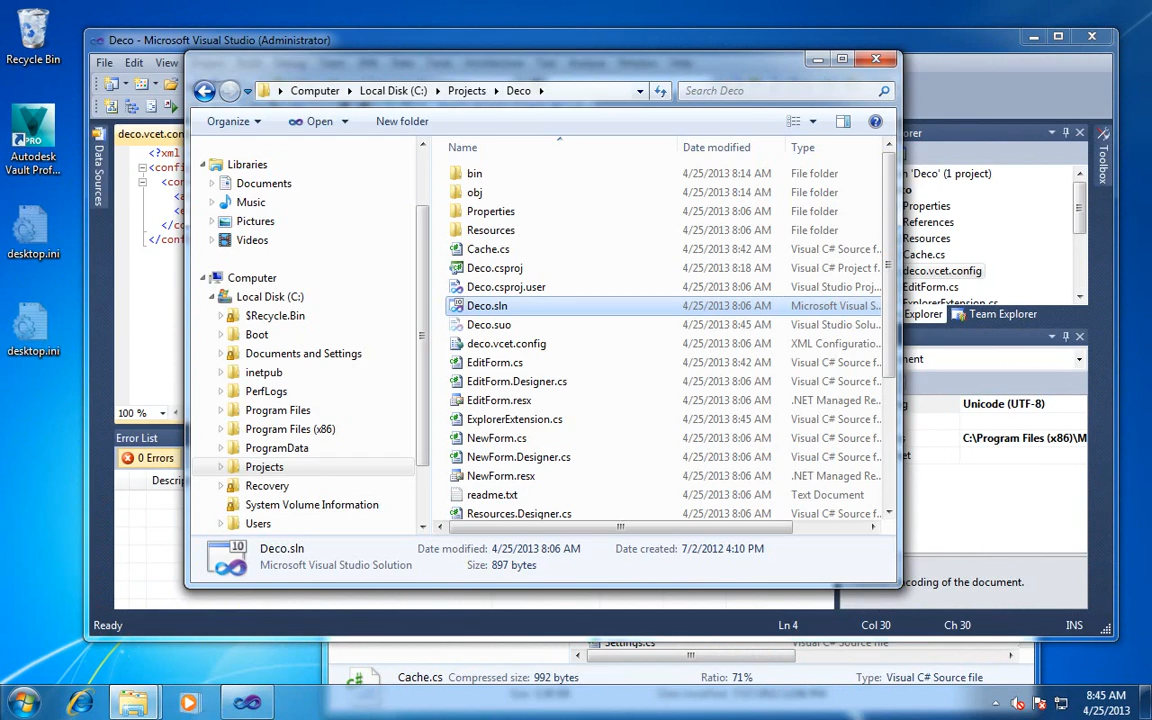 Recycle Bin
Autodesk
Vault Prof...
PRO
desktop.ini
desktop.ini
Deco - Microsoft Visual Studio (Administrator)
File Edit View
Computer Local Disk (C:) Projects Deco
Search Deco
Organize Open New folder
deco.vcet.con
Data Sources
<?xml
<confi
<co
<a
<e
</co
</conf
100 %
Error List
0 Errors
Descrip
Libraries
Documents
Music
Pictures
Videos
Computer
Local Disk (C:)
$Recycle.Bin
Boot
Documents and Settings
inetpub
PerfLogs
Program Files
Program Files (x86)
ProgramData
Projects
Recovery
System Volume Information
Users
Name Date modified Type
bin 4/25/2013 8:14 AM File folder
obj 4/25/2013 8:14 AM File folder
Properties 4/25/2013 8:06 AM File folder
Resources 4/25/2013 8:06 AM File folder
Cache.cs 4/25/2013 8:42 AM Visual C# Source f...
Deco.csproj 4/25/2013 8:18 AM Visual C# Project f...
Deco.csproj.user 4/25/2013 8:06 AM Visual Studio Proj...
Deco.sln 4/25/2013 8:06 AM Microsoft Visual S...
Deco.suo 4/25/2013 8:45 AM Visual Studio Solu...
deco.vcet.config 4/25/2013 8:06 AM XML Configuratio...
EditForm.cs 4/25/2013 8:42 AM Visual C# Source f...
EditForm.Designer.cs 4/25/2013 8:06 AM Visual C# Source f...
EditForm.resx 4/25/2013 8:06 AM .NET Managed Re...
ExplorerExtension.cs 4/25/2013 8:45 AM Visual C# Source f...
NewForm.cs 4/25/2013 8:06 AM Visual C# Source f...
NewForm.Designer.cs 4/25/2013 8:06 AM Visual C# Source f...
NewForm.resx 4/25/2013 8:06 AM .NET Managed Re...
readme.txt 4/25/2013 8:06 AM Text Document
Resources.Designer.cs 4/25/2013 8:06 AM Visual C# Source f...
10
Deco.sln Date modified: 4/25/2013 8:06 AM Date created: 7/2/2012 4:10 PM
Microsoft Visual Studio Solution Size: 897 bytes
xplorer
Toolbox
n 'Deco' (1 project)
co
Properties
References
Resources
Cache.cs
deco.vcet.config
EditForm.cs
ExplorerExtension.cs
Explorer Team Explorer
ment
g Unicode (UTF-8)
s C:\Program Files (x86)\M
et
coding of the document.
Ready Ln 4 Col 30 Ch 30 INS
Settings.cs Visual C# Source file
Cache.cs Compressed size: 992 bytes Ratio: 71% Type: Visual C# Source file
8:45 AM
4/25/2013